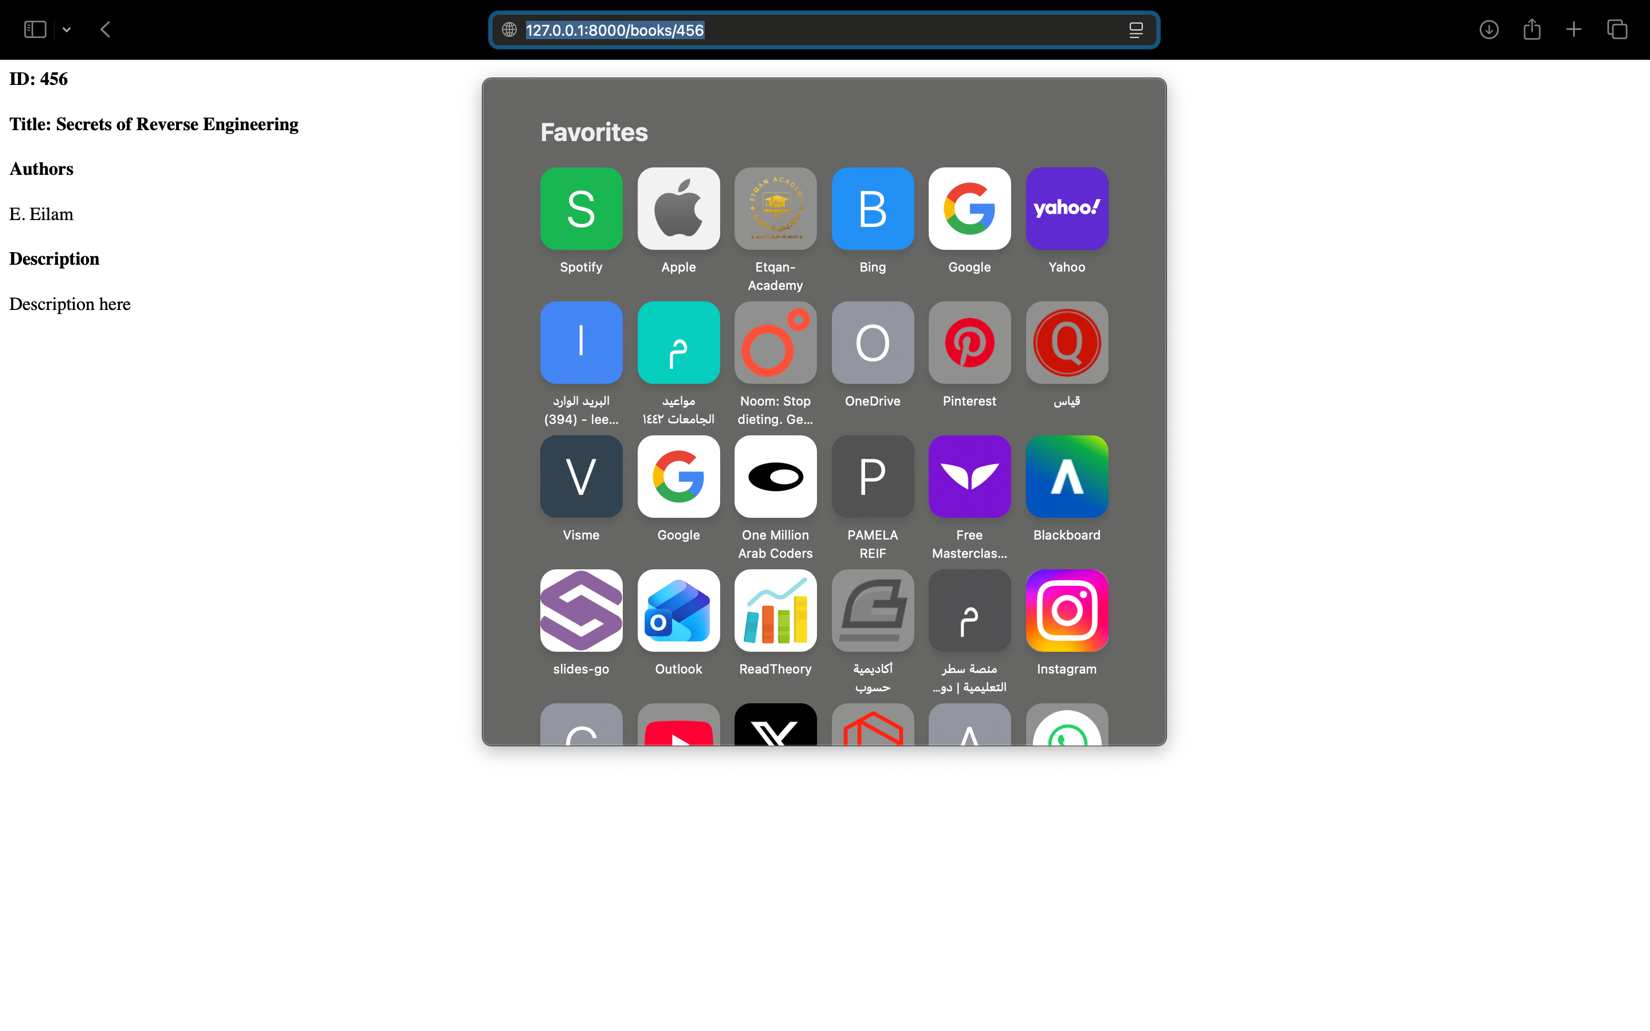 127.0.0.1:8000/books/456
ID: 456
Title: Secrets of Reverse Engineering
Authors
E. Eilam
Description
Description here
Favorites
S
B
yahoo!
Spotify
Apple
Etqan-
Academy
Bing
Google
Yahoo
ا
م
O
Q
البريد الوارد
(394) - lee...
مواعيد
الجامعات ١٤٤٢
Noom: Stop
dieting. Ge...
OneDrive
Pinterest
قياس
V
P
Visme
Google
One Million
Arab Coders
PAMELA
REIF
Free
Masterclas...
Blackboard
O
م
slides-go
Outlook
ReadTheory
أكاديمية
حسوب
منصة سطر
التعليمية | دو...
Instagram